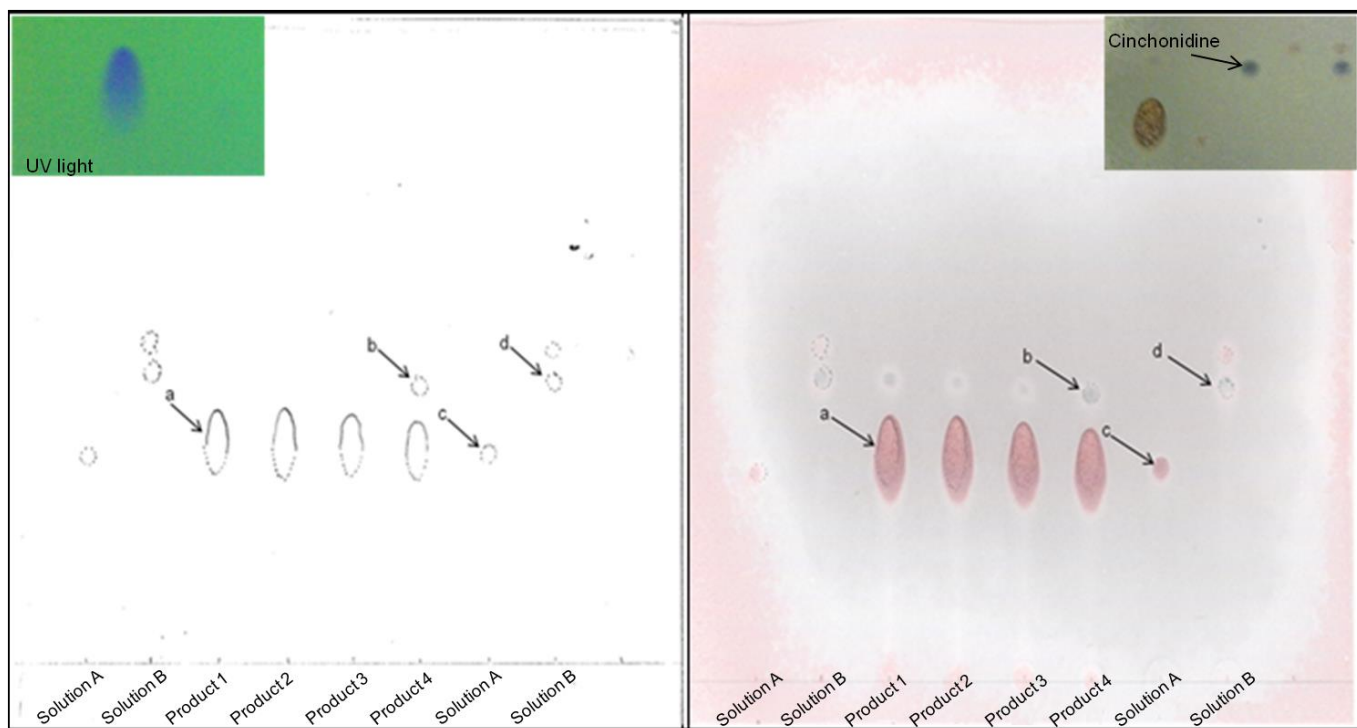 UV light
b
d
a
c
Solution A
Solution B
Product 1
Product 2
Product 3
Product 4
Solution A
Solution B
Cinchonidine
b
d
a
c
Solution A
Solution B
Product 1
Product 2
Product 3
Product 4
Solution A
Solution B